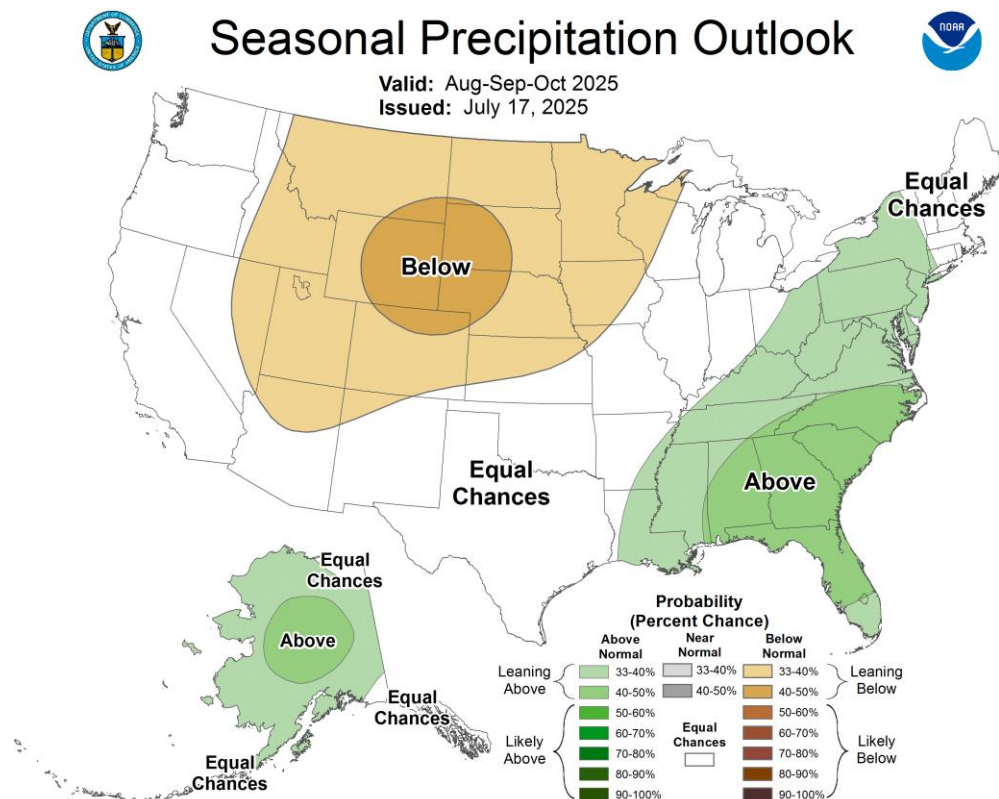 Seasonal Precipitation Outlook
NOAA
Valid: Aug-Sep-Oct 2025
Issued: July 17, 2025
Equal
Chances
Below
Equal
Chances
Above
Equal
Chances
Above
Equal
Chances
Equal
Chances
Probability
(Percent Chance)
Above
Normal
Near
Normal
Below
Normal
Leaning
Above
33-40%
33-40%
33-40%
Leaning
Below
40-50%
40-50%
40-50%
Likely
Above
50-60%
50-60%
Likely
Below
60-70%
60-70%
Equal
Chances
70-80%
70-80%
80-90%
80-90%
90-100%
90-100%